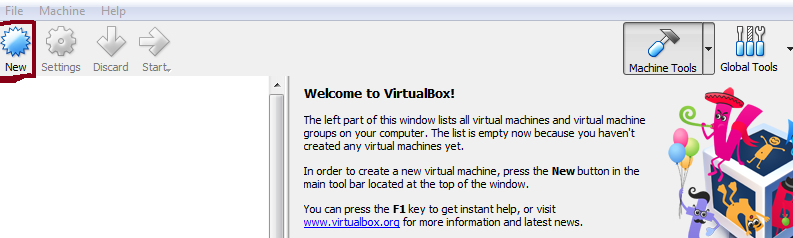 File Machine Help
New Settings Discard Start
Machine Tools Global Tools
Welcome to VirtualBox!
The left part of this window lists all virtual machines and virtual machine
groups on your computer. The list is empty now because you haven't
created any virtual machines yet.
In order to create a new virtual machine, press the New button in the
main tool bar located at the top of the window.
You can press the F1 key to get instant help, or visit
www.virtualbox.org for more information and latest news.